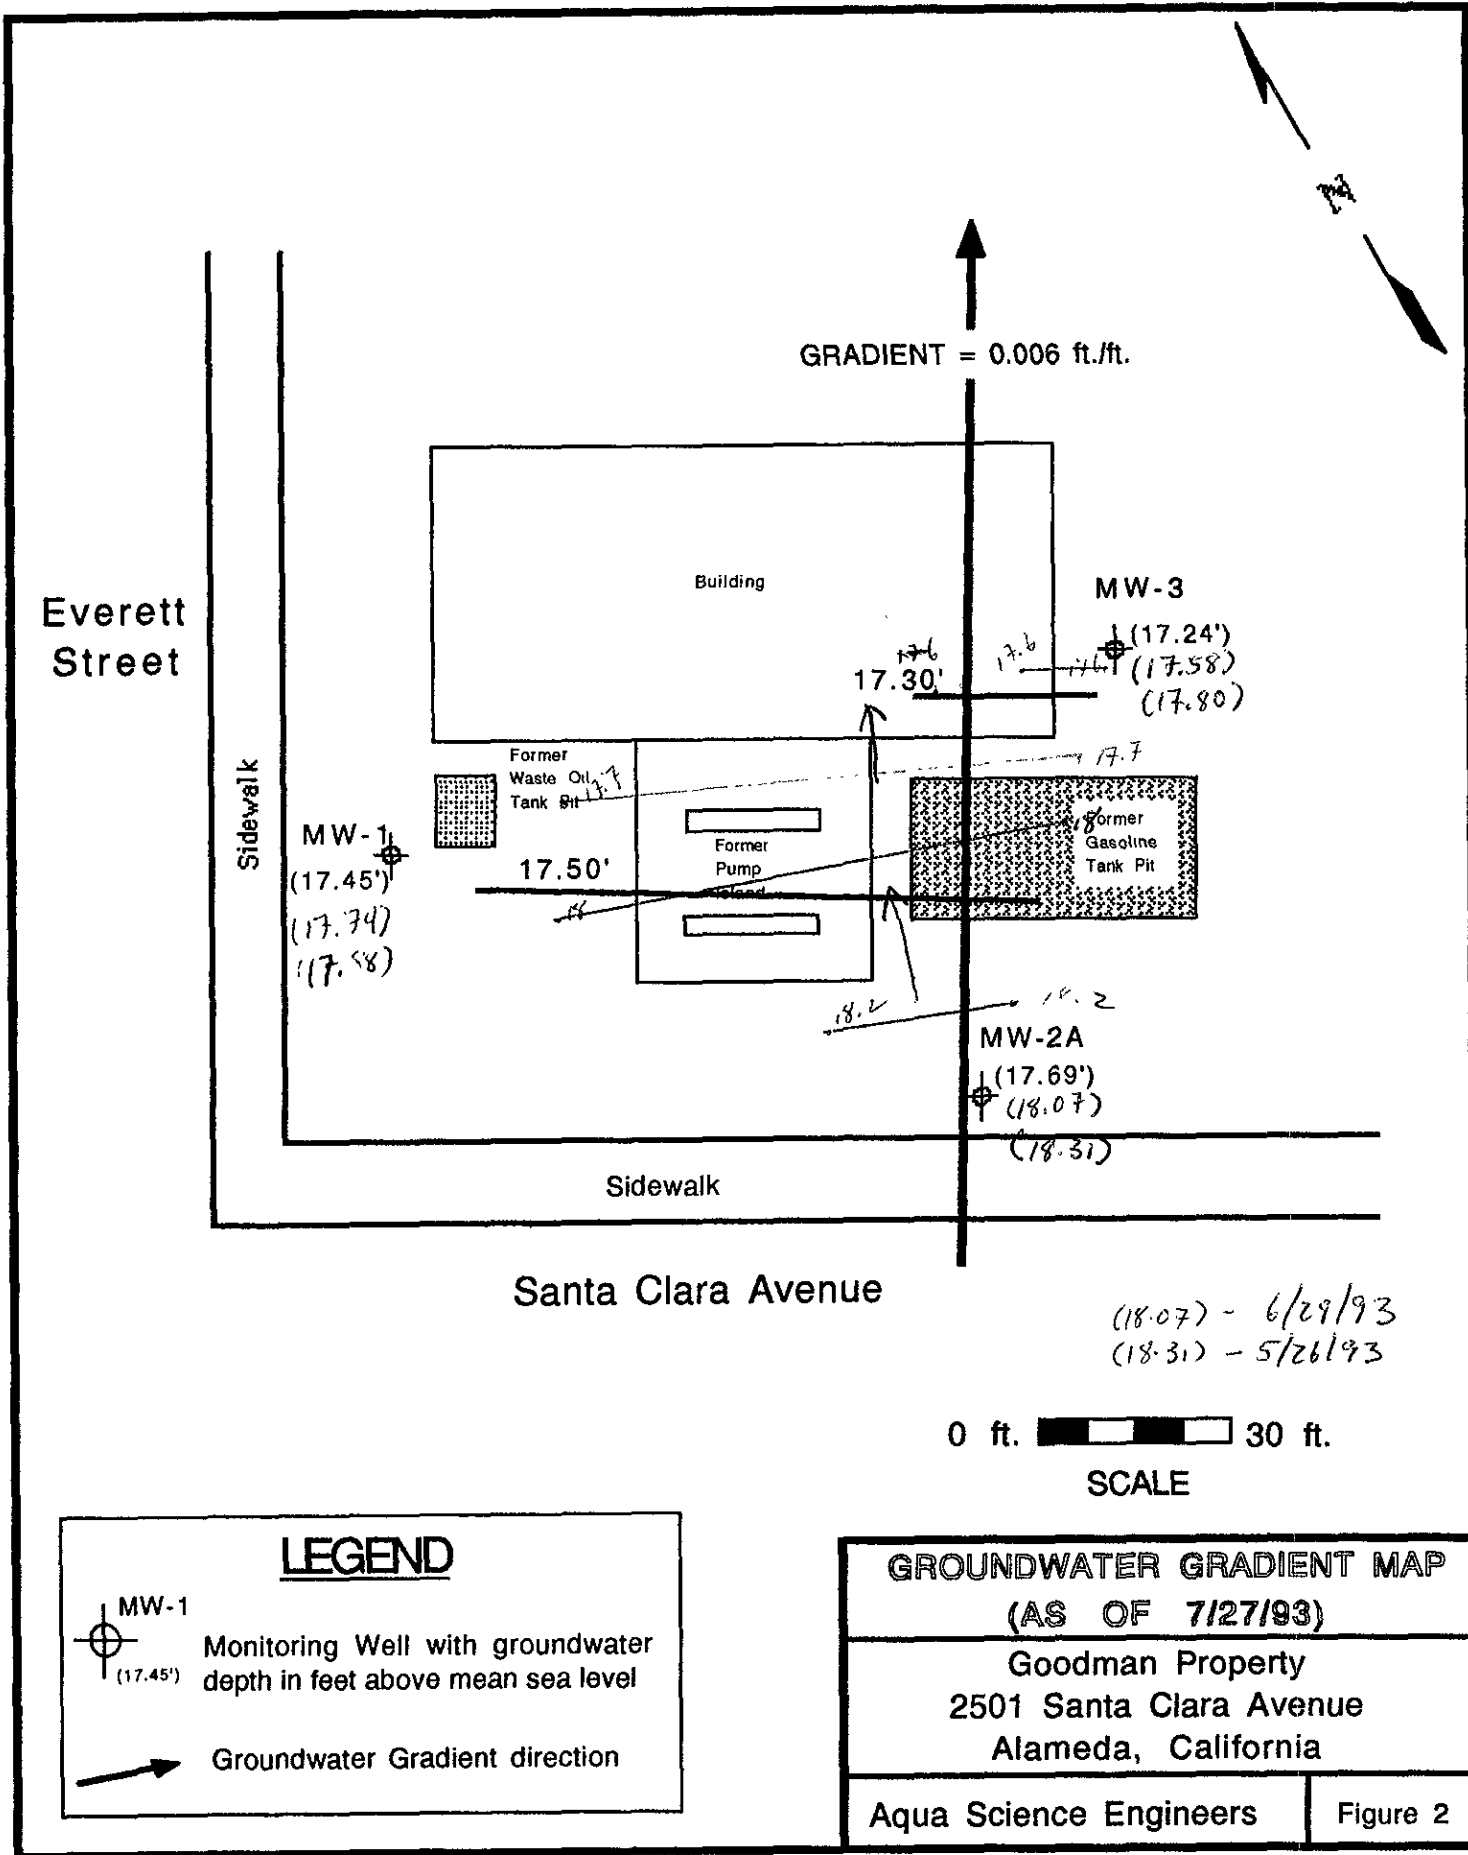 N
GRADIENT = 0.006 ft./ft.
Building
Everett
Street
MW-3
(17.24')
(17.58)
(17.80)
17.6
17.6
17.6
17.30'
Former
Waste Oil
Tank Pit
17.7
17.7
Sidewalk
MW-1
(17.45')
(17.74)
17.50'
Former
Pump
Island
18
18
Former
Gasoline
Tank Pit
18.2
18.2
MW-2A
(17.69')
(18.07)
(18.31)
Sidewalk
Santa Clara Avenue
(18.07) - 6/29/93
(18.31) - 5/26/93
0 ft. 30 ft.
SCALE
LEGEND
MW-1
(17.45')
Monitoring Well with groundwater
depth in feet above mean sea level
Groundwater Gradient direction
GROUNDWATER GRADIENT MAP
(AS OF 7/27/93)
Goodman Property
2501 Santa Clara Avenue
Alameda, California
Aqua Science Engineers
Figure 2